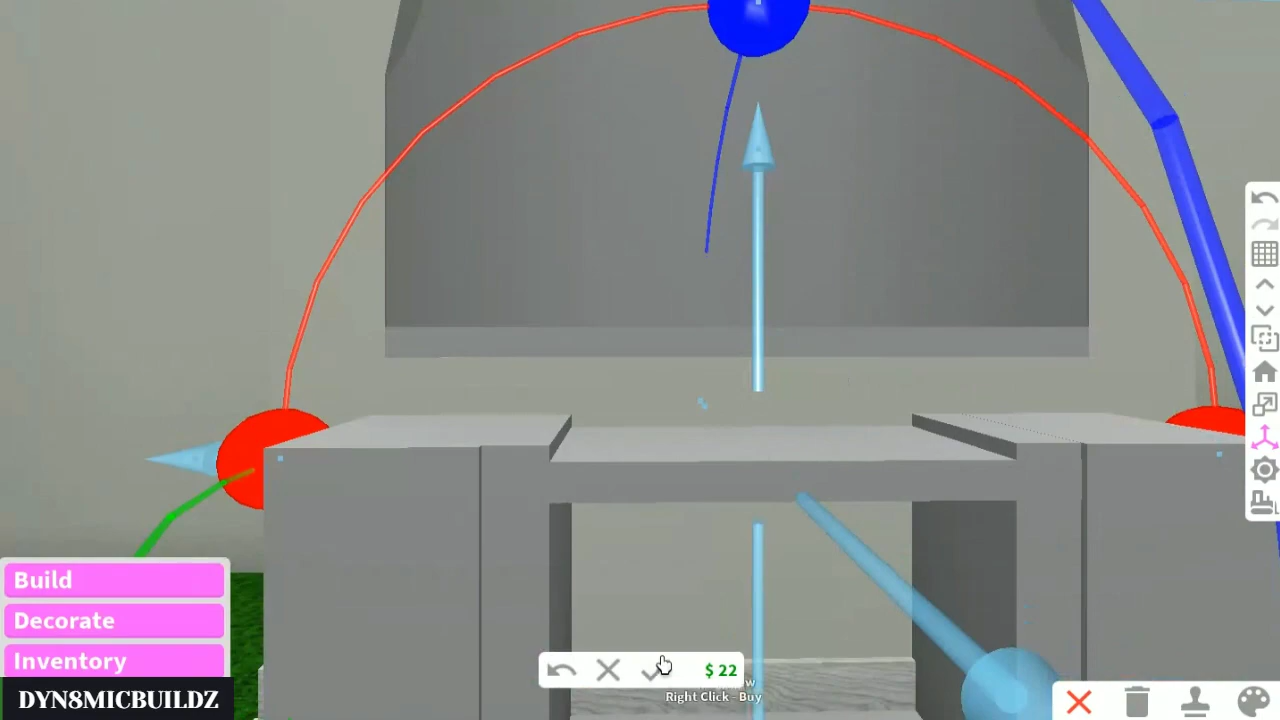 Build
Decorate
Inventory
DYN8MICBUILDZ
$ 22
Right Click - Buy